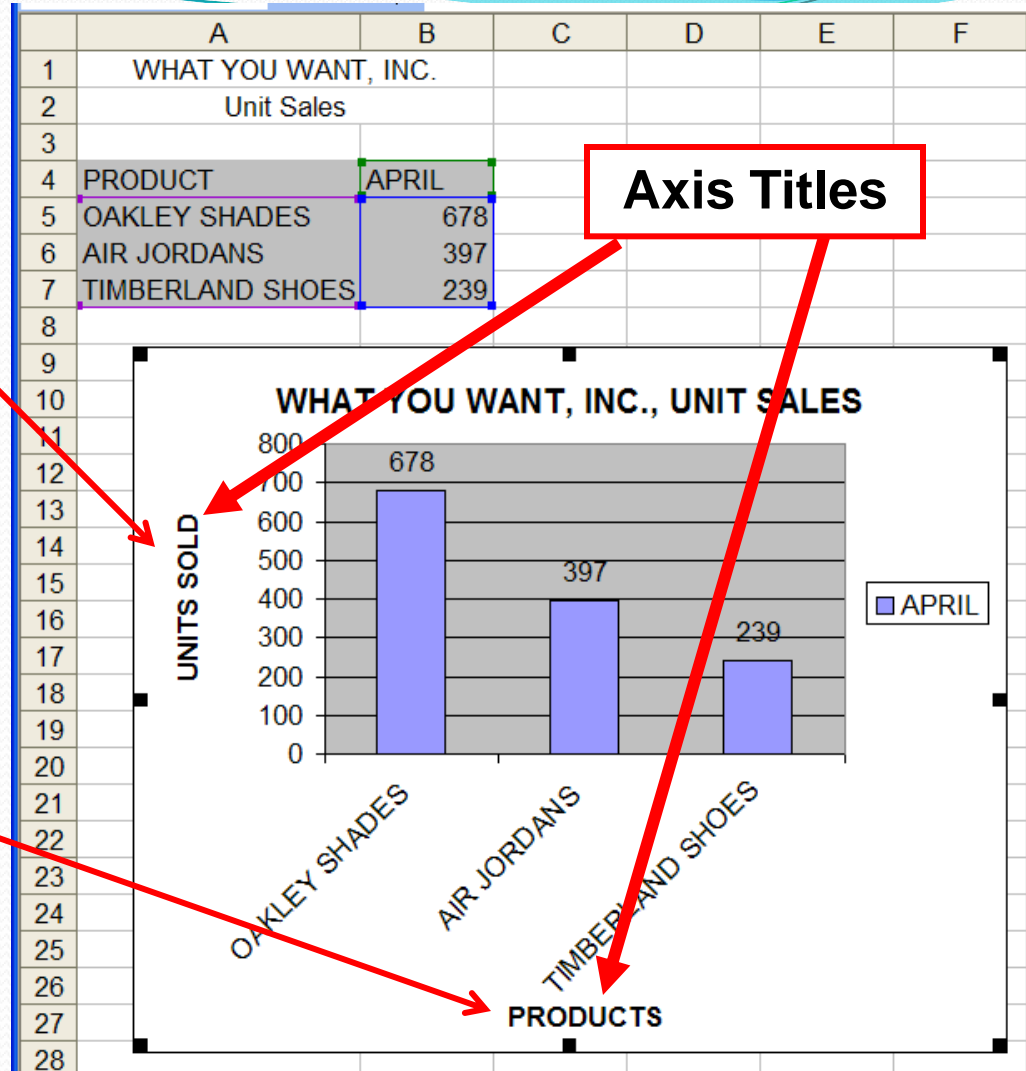 A B C D E F
1 WHAT YOU WANT, INC.
2 Unit Sales
3
4 PRODUCT APRIL
5 OAKLEY SHADES 678
6 AIR JORDANS 397
7 TIMBERLAND SHOES 239
8
9
10
11
12
13
14
15
16
17
18
19
20
21
22
23
24
25
26
27
28
Axis Titles
WHAT YOU WANT, INC., UNIT SALES
800
700
600
500
400
300
200
100
0
UNITS SOLD
678
397
239
APRIL
OAKLEY SHADES
AIR JORDANS
TIMBERLAND SHOES
PRODUCTS